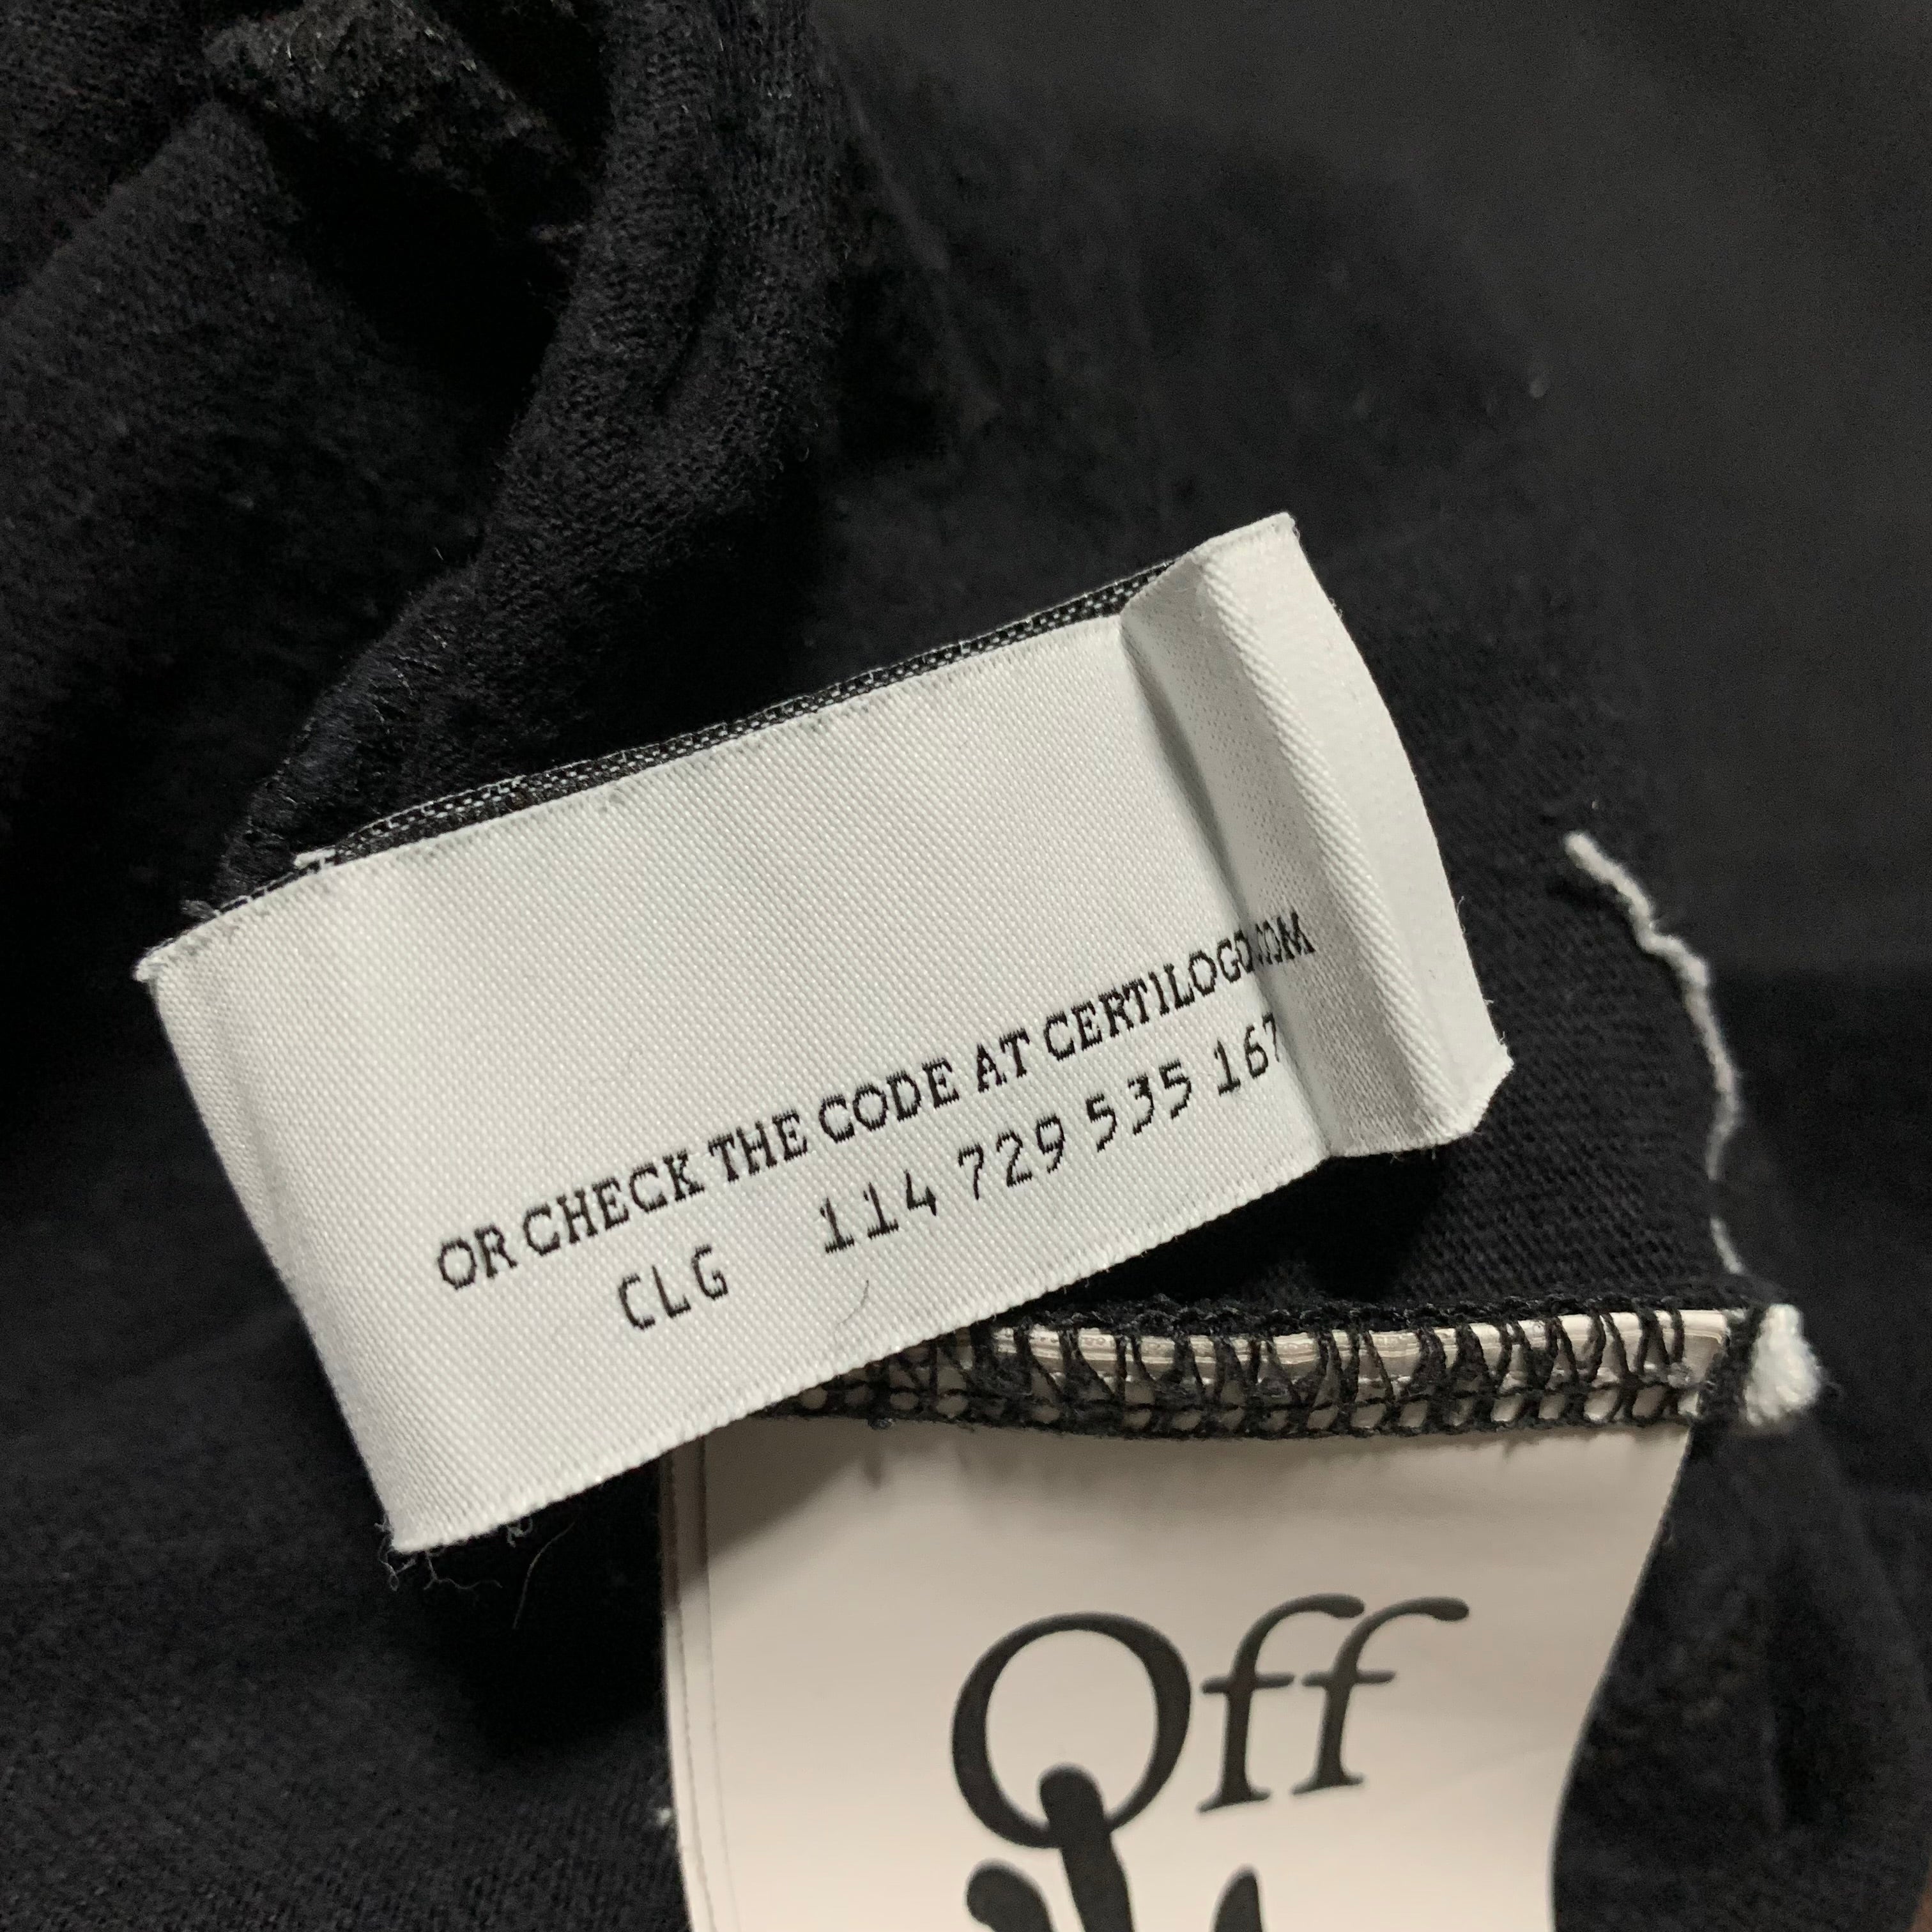 OR CHECK THE CODE AT CERTILOGO.COM
CLG 114 729 535 167
Off